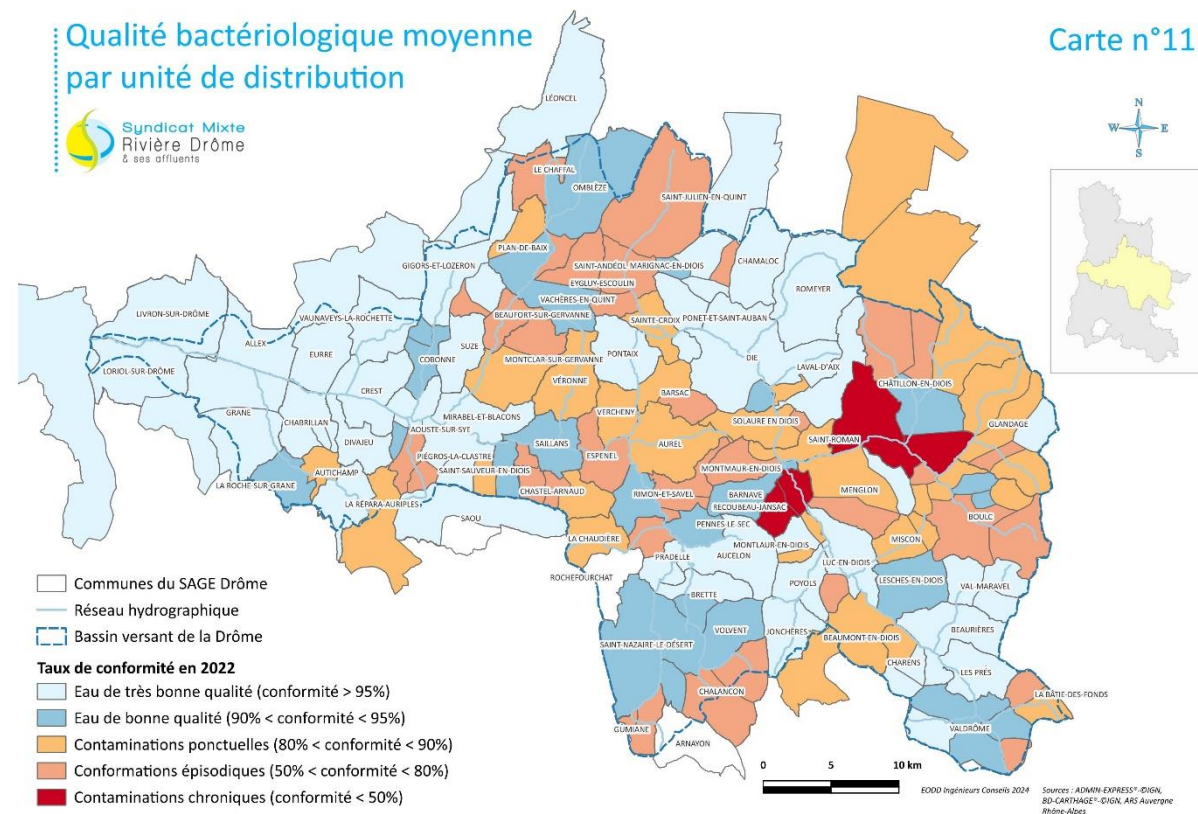 Qualité bactériologique moyenne
par unité de distribution
Carte n°11
Syndicat Mixte
Rivière Drôme
& ses affluents
N
W E
S
LÉONCEL
LE CHAFFAL
OMBLÈZE
SAINT-JULIEN-EN-QUINT
PLAN-DE-BAIX
GIGORS-ET-LOZERON
SAINT-ANDÉOL
MARIGNAC-EN-DIOIS
CHAMALOC
EYGLUY-ESCOULIN
ROMEYER
VACHÈRES-EN-QUINT
LIVRON-SUR-DRÔME
VAUNAVEYS-LA-ROCHETTE
BEAUFORT-SUR-GERVANNE
SAINTE-CROIX
PONET-ET-SAINT-AUBAN
ALLEX
EURRE
COBONNE
SUZE
MONTCLAR-SUR-GERVANNE
PONTAIX
DIE
LAVAL-D'AIX
LORIOL-SUR-DRÔME
CREST
VÉRONNE
BARSAC
CHÂTILLON-EN-DIOIS
GRANE
CHABRILLAN
MIRABEL-ET-BLACONS
VERCHENY
SOLAURE EN DIOIS
GLANDAGE
DIVAJEU
AOUSTE-SUR-SYE
SAILLANS
ESPENEL
AUREL
SAINT-ROMAN
PIÉGROS-LA-CLASTRE
SAINT-SAUVEUR-EN-DIOIS
MONTMAUR-EN-DIOIS
AUTICHAMP
LA ROCHE-SUR-GRANE
CHASTEL-ARNAUD
RIMON-ET-SAVEL
BARNAVE
MENGLON
LA RÉPARA-AURIPLES
RECOUBEAU-JANSAC
SAOU
PENNES-LE-SEC
BOULC
LA CHAUDIÈRE
MONTLAUR-EN-DIOIS
MISCON
PRADELLE
AUCELON
LUC-EN-DIOIS
ROCHEFOURCHAT
POYOLS
LESCHES-EN-DIOIS
VAL-MARAVEL
BRETTE
VOLVENT
JONCHÈRES
BEAUMONT-EN-DIOIS
BEAURIÈRES
SAINT-NAZAIRE-LE-DÉSERT
CHARENS
LES PRÉS
CHALANCON
LA BÂTIE-DES-FONDS
GUMIANE
ARNAYON
VALDRÔME
Communes du SAGE Drôme
Réseau hydrographique
Bassin versant de la Drôme
Taux de conformité en 2022
Eau de très bonne qualité (conformité > 95%)
Eau de bonne qualité (90% < conformité < 95%)
Contaminations ponctuelles (80% < conformité < 90%)
Conformations épisodiques (50% < conformité < 80%)
Contaminations chroniques (conformité < 50%)
0 5 10 km
EODD Ingénieurs Conseils 2024
Sources : ADMIN-EXPRESS®-©IGN,
BD-CARTHAGE®-©IGN, ARS Auvergne
Rhône-Alpes